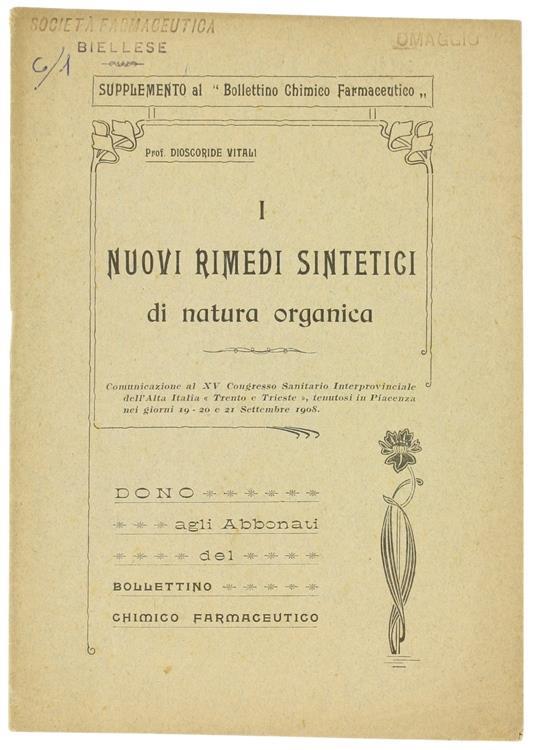 SOCIETÀ FARMACEUTICA
BIELLESE
OMAGGIO
6/1
SUPPLEMENTO al " Bollettino Chimico Farmaceutico „
Prof. DIOSCORIDE VITALI
I
NUOVI RIMEDI SINTETICI
di natura organica
Comunicazione al XV Congresso Sanitario Interprovinciale
dell'Alta Italia « Trento e Trieste », tenutosi in Piacenza
nei giorni 19 - 20 e 21 Settembre 1908.
DONO
agli Abbonati
del
BOLLETTINO
CHIMICO FARMACEUTICO